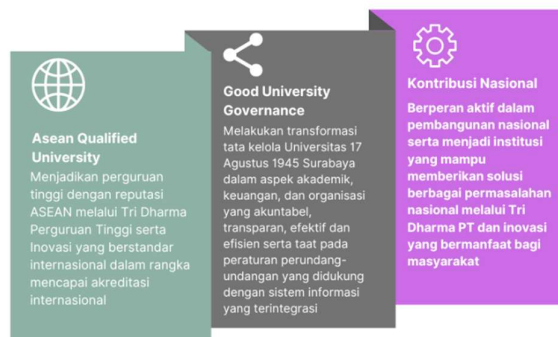 Asean Qualified
University
Menjadikan perguruan
tinggi dengan reputasi
ASEAN melalui Tri Dharma
Perguruan Tinggi serta
Inovasi yang berstandar
internasional dalam rangka
mencapai akreditasi
internasional
Good University
Governance
Melakukan transformasi
tata kelola Universitas 17
Agustus 1945 Surabaya
dalam aspek akademik,
keuangan, dan organisasi
yang akuntabel,
transparan, efektif dan
efisien serta taat pada
peraturan perundang-
undangan yang didukung
dengan sistem informasi
yang terintegrasi
Kontribusi Nasional
Berperan aktif dalam
pembangunan nasional
serta menjadi institusi
yang mampu
memberikan solusi
berbagai permasalahan
nasional melalui Tri
Dharma PT dan inovasi
yang bermanfaat bagi
masyarakat